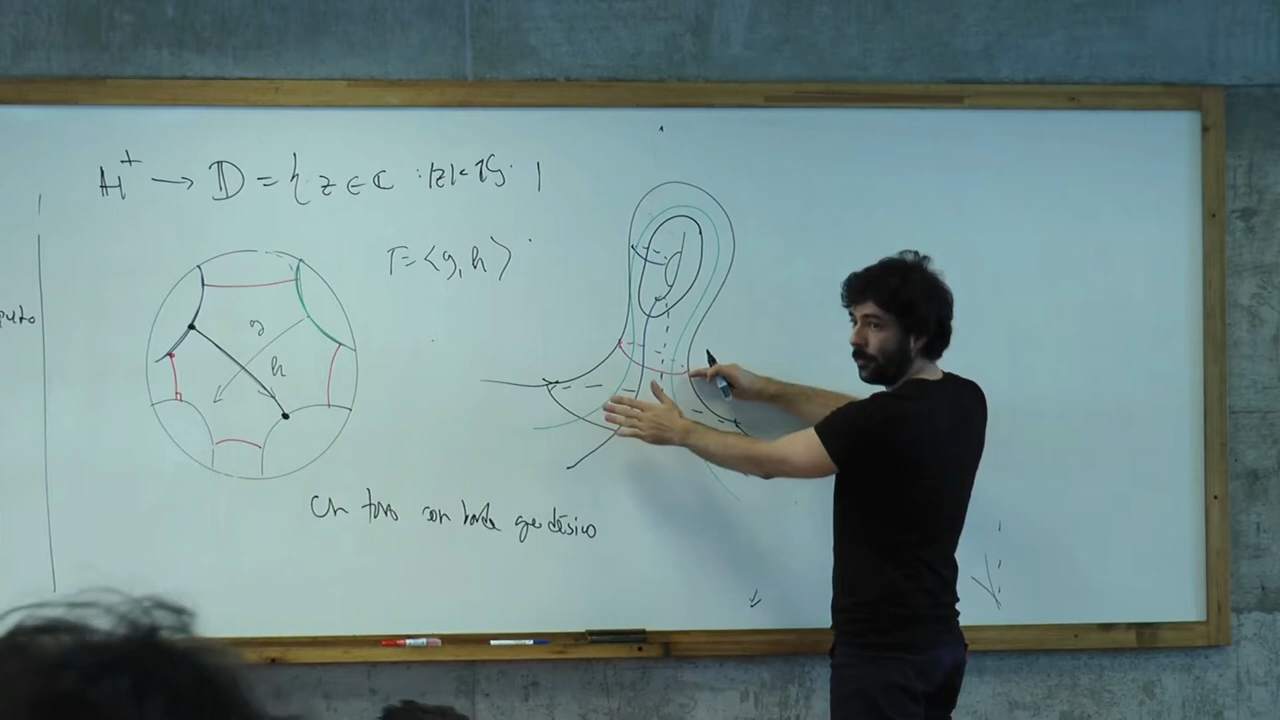 H⁺ → 𝔻 = { z ∈ ℂ : |z| < 1 }
Γ = ⟨g, h⟩
g
h
Un toro con borde geodésico